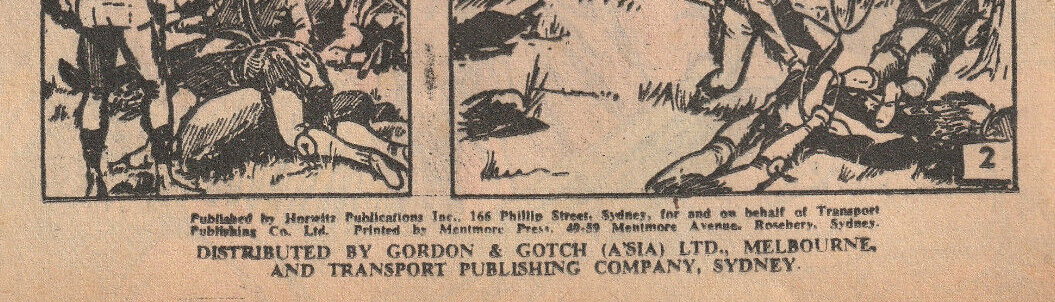 2
Published by Horwitz Publications Inc., 166 Phillip Street, Sydney, for and on behalf of Transport
Publishing Co. Ltd. Printed by Mentmore Press, 49-59 Mentmore Avenue, Rosebery, Sydney.
DISTRIBUTED BY GORDON & GOTCH (A'SIA) LTD., MELBOURNE,
AND TRANSPORT PUBLISHING COMPANY, SYDNEY.